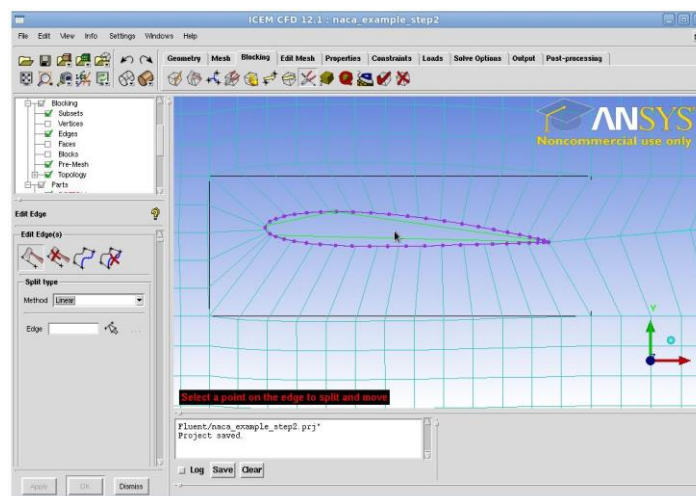 ICEM CFD 12.1 : naca_example_step2
File Edit View Info Settings Windows Help
Geometry Mesh Blocking Edit Mesh Properties Constraints Loads Solve Options Output Post-processing
Blocking
Subsets
Vertices
Edges
Faces
Blocks
Pre-Mesh
Topology
Parts
Edit Edge
Edit Edge(s)
Split type
Method Linear
Edge
...
Apply OK Dismiss
ANSYS
Noncommercial use only
Y
Select a point on the edge to split and move
Fluent/naca_example_step2.prj"
Project saved.
Log Save Clear